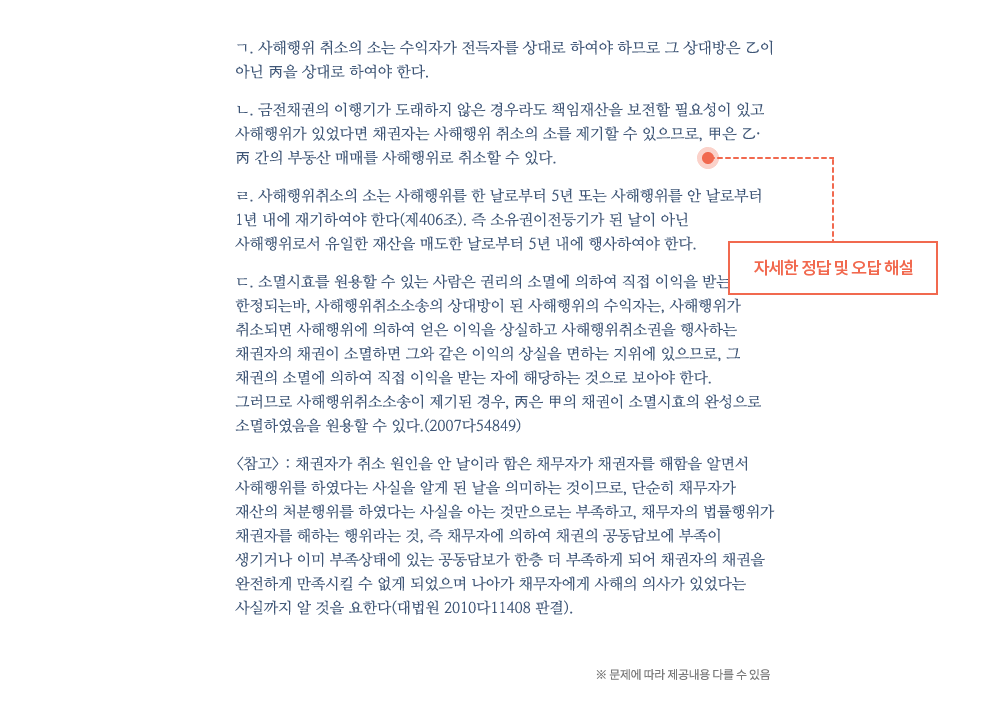 ㄱ. 사해행위 취소의 소는 수익자가 전득자를 상대로 하여야 하므로 그 상대방은 乙이
아닌 丙을 상대로 하여야 한다.
ㄴ. 금전채권의 이행기가 도래하지 않은 경우라도 책임재산을 보전할 필요성이 있고
사해행위가 있었다면 채권자는 사해행위 취소의 소를 제기할 수 있으므로, 甲은 乙·
丙 간의 부동산 매매를 사해행위로 취소할 수 있다.
ㄹ. 사해행위취소의 소는 사해행위를 한 날로부터 5년 또는 사해행위를 안 날로부터
1년 내에 재기하여야 한다(제406조). 즉 소유권이전등기가 된 날이 아닌
사해행위로서 유일한 재산을 매도한 날로부터 5년 내에 행사하여야 한다.
자세한 정답 및 오답 해설
ㄷ. 소멸시효를 원용할 수 있는 사람은 권리의 소멸에 의하여 직접 이익을 받는
한정되는바, 사해행위취소소송의 상대방이 된 사해행위의 수익자는, 사해행위가
취소되면 사해행위에 의하여 얻은 이익을 상실하고 사해행위취소권을 행사하는
채권자의 채권이 소멸하면 그와 같은 이익의 상실을 면하는 지위에 있으므로, 그
채권의 소멸에 의하여 직접 이익을 받는 자에 해당하는 것으로 보아야 한다.
그러므로 사해행위취소소송이 제기된 경우, 丙은 甲의 채권이 소멸시효의 완성으로
소멸하였음을 원용할 수 있다.(2007다54849)
〈참고〉 : 채권자가 취소 원인을 안 날이라 함은 채무자가 채권자를 해함을 알면서
사해행위를 하였다는 사실을 알게 된 날을 의미하는 것이므로, 단순히 채무자가
재산의 처분행위를 하였다는 사실을 아는 것만으로는 부족하고, 채무자의 법률행위가
채권자를 해하는 행위라는 것, 즉 채무자에 의하여 채권의 공동담보에 부족이
생기거나 이미 부족상태에 있는 공동담보가 한층 더 부족하게 되어 채권자의 채권을
완전하게 만족시킬 수 없게 되었으며 나아가 채무자에게 사해의 의사가 있었다는
사실까지 알 것을 요한다(대법원 2010다11408 판결).
※ 문제에 따라 제공내용 다를 수 있음